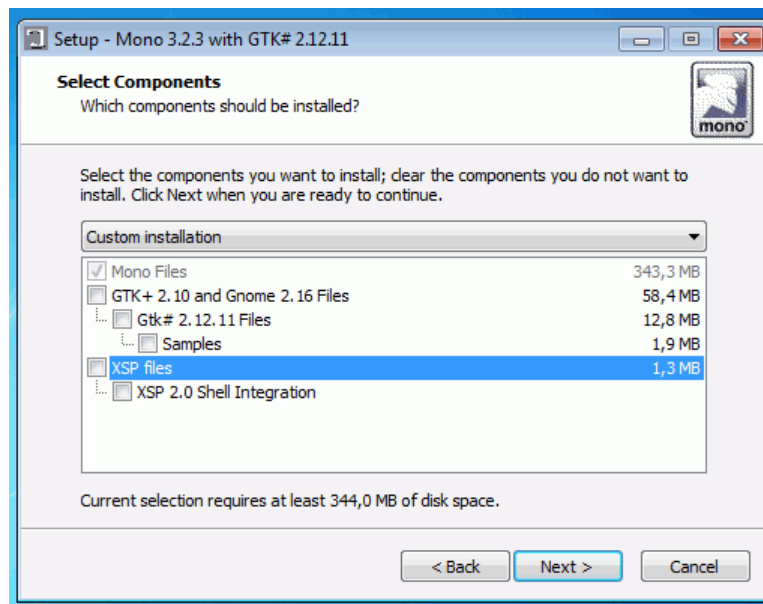 Setup - Mono 3.2.3 with GTK# 2.12.11
Select Components
Which components should be installed?
mono
Select the components you want to install; clear the components you do not want to
install. Click Next when you are ready to continue.
Custom installation
Mono Files 343,3 MB
GTK+ 2.10 and Gnome 2.16 Files 58,4 MB
Gtk# 2.12.11 Files 12,8 MB
Samples 1,9 MB
XSP files 1,3 MB
XSP 2.0 Shell Integration
Current selection requires at least 344,0 MB of disk space.
< Back Next > Cancel